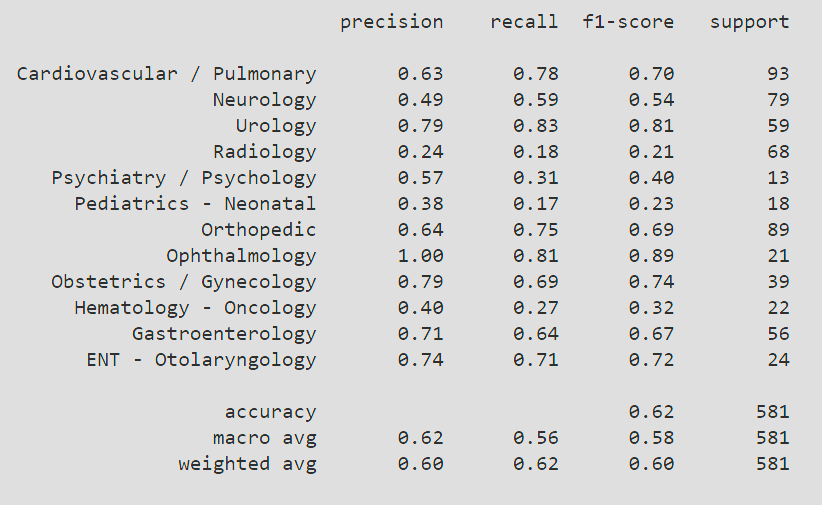 precision recall f1-score support
Cardiovascular / Pulmonary 0.63 0.78 0.70 93
Neurology 0.49 0.59 0.54 79
Urology 0.79 0.83 0.81 59
Radiology 0.24 0.18 0.21 68
Psychiatry / Psychology 0.57 0.31 0.40 13
Pediatrics - Neonatal 0.38 0.17 0.23 18
Orthopedic 0.64 0.75 0.69 89
Ophthalmology 1.00 0.81 0.89 21
Obstetrics / Gynecology 0.79 0.69 0.74 39
Hematology - Oncology 0.40 0.27 0.32 22
Gastroenterology 0.71 0.64 0.67 56
ENT - Otolaryngology 0.74 0.71 0.72 24
accuracy 0.62 581
macro avg 0.62 0.56 0.58 581
weighted avg 0.60 0.62 0.60 581